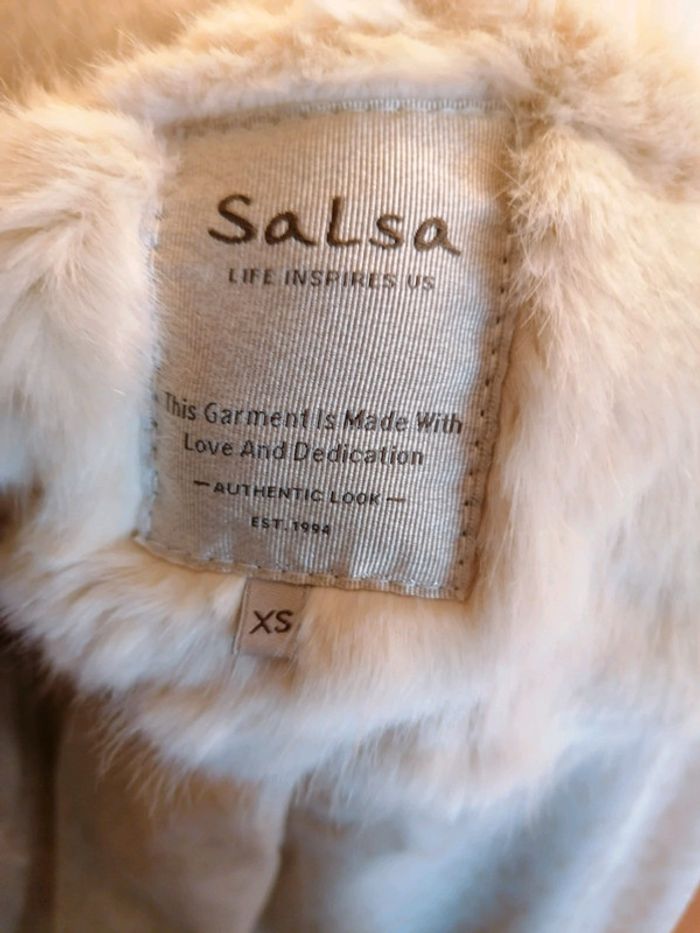 Salsa
LIFE INSPIRES US
This Garment Is Made With
Love And Dedication
— AUTHENTIC LOOK —
EST. 1994
XS